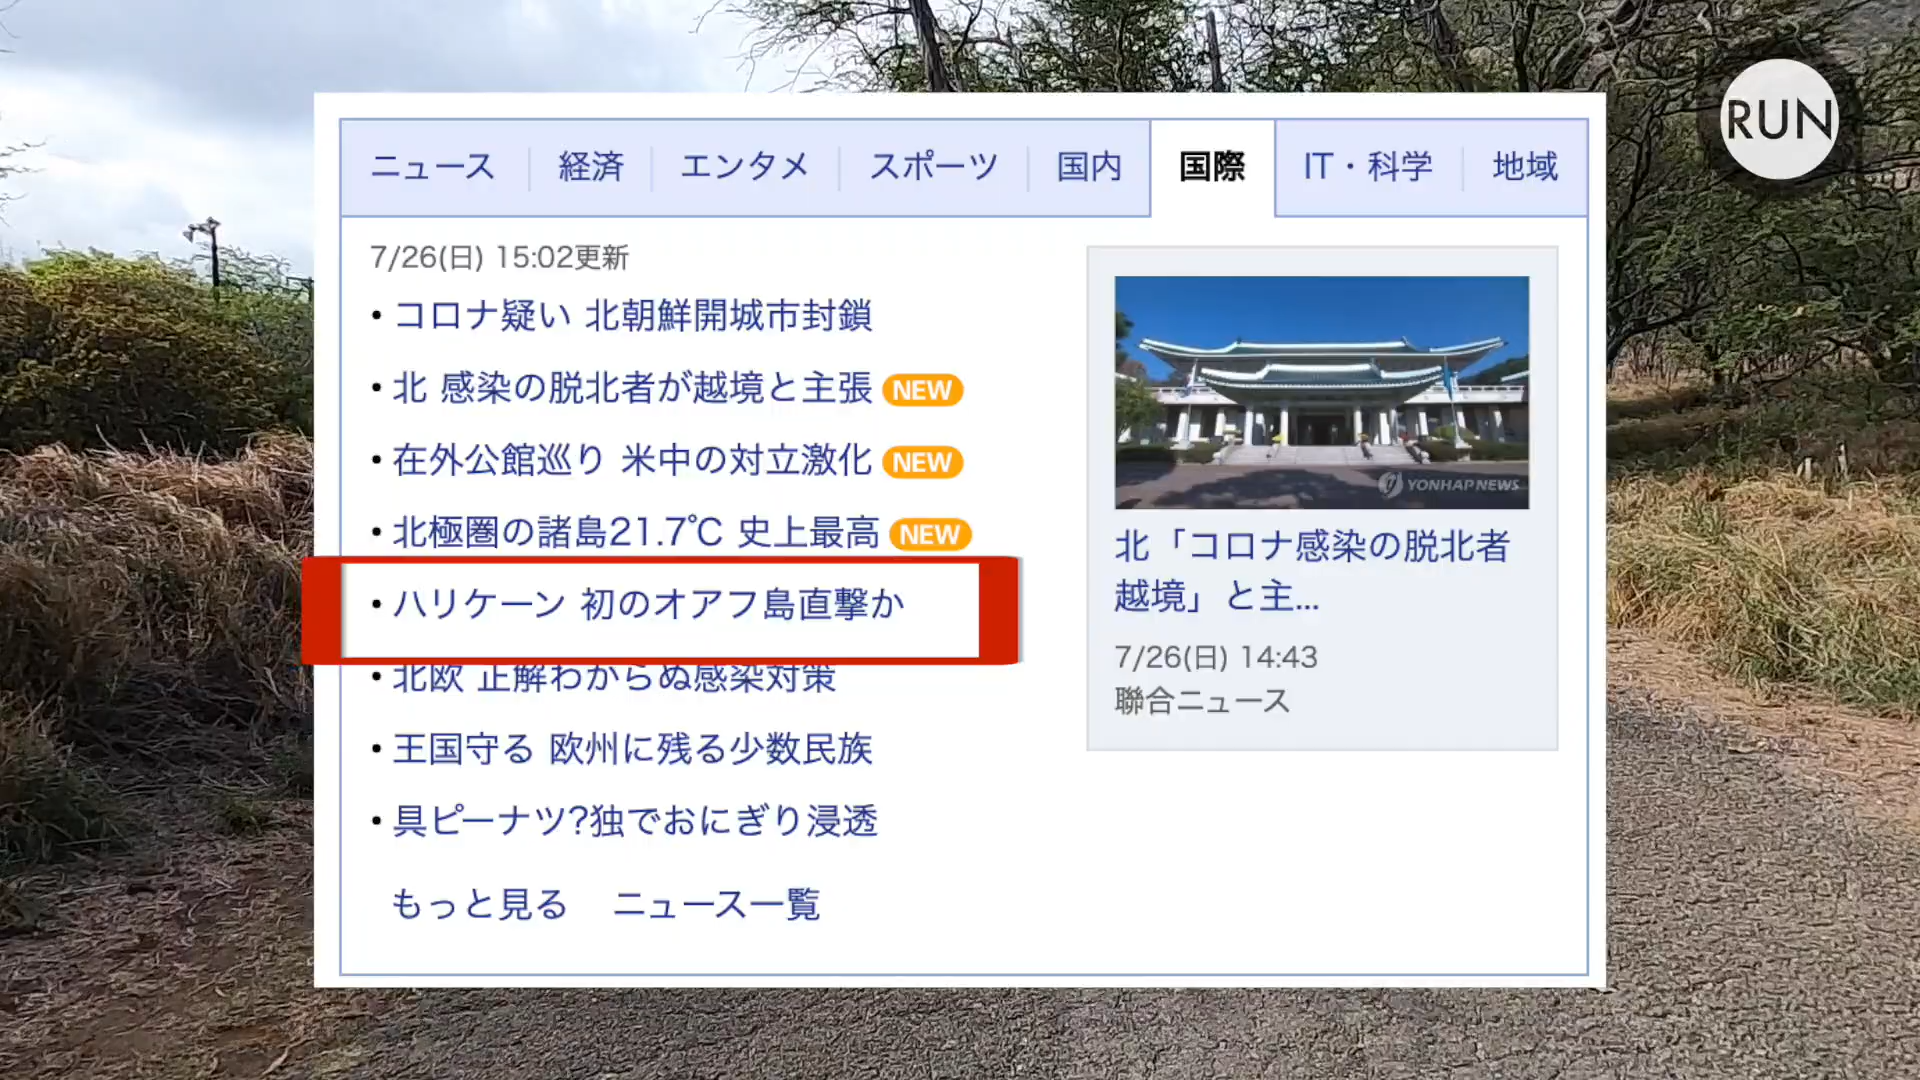 RUN
ニュース 経済 エンタメ スポーツ 国内 国際 IT・科学 地域
7/26(日) 15:02更新
・コロナ疑い 北朝鮮開城市封鎖
・北 感染の脱北者が越境と主張 NEW
・在外公館巡り 米中の対立激化 NEW
・北極圏の諸島21.7℃ 史上最高 NEW
・ハリケーン 初のオアフ島直撃か
・北欧 正解わからぬ感染対策
・王国守る 欧州に残る少数民族
・具ピーナツ?独でおにぎり浸透
もっと見る ニュース一覧
YONHAP NEWS
北「コロナ感染の脱北者
越境」と主...
7/26(日) 14:43
聯合ニュース